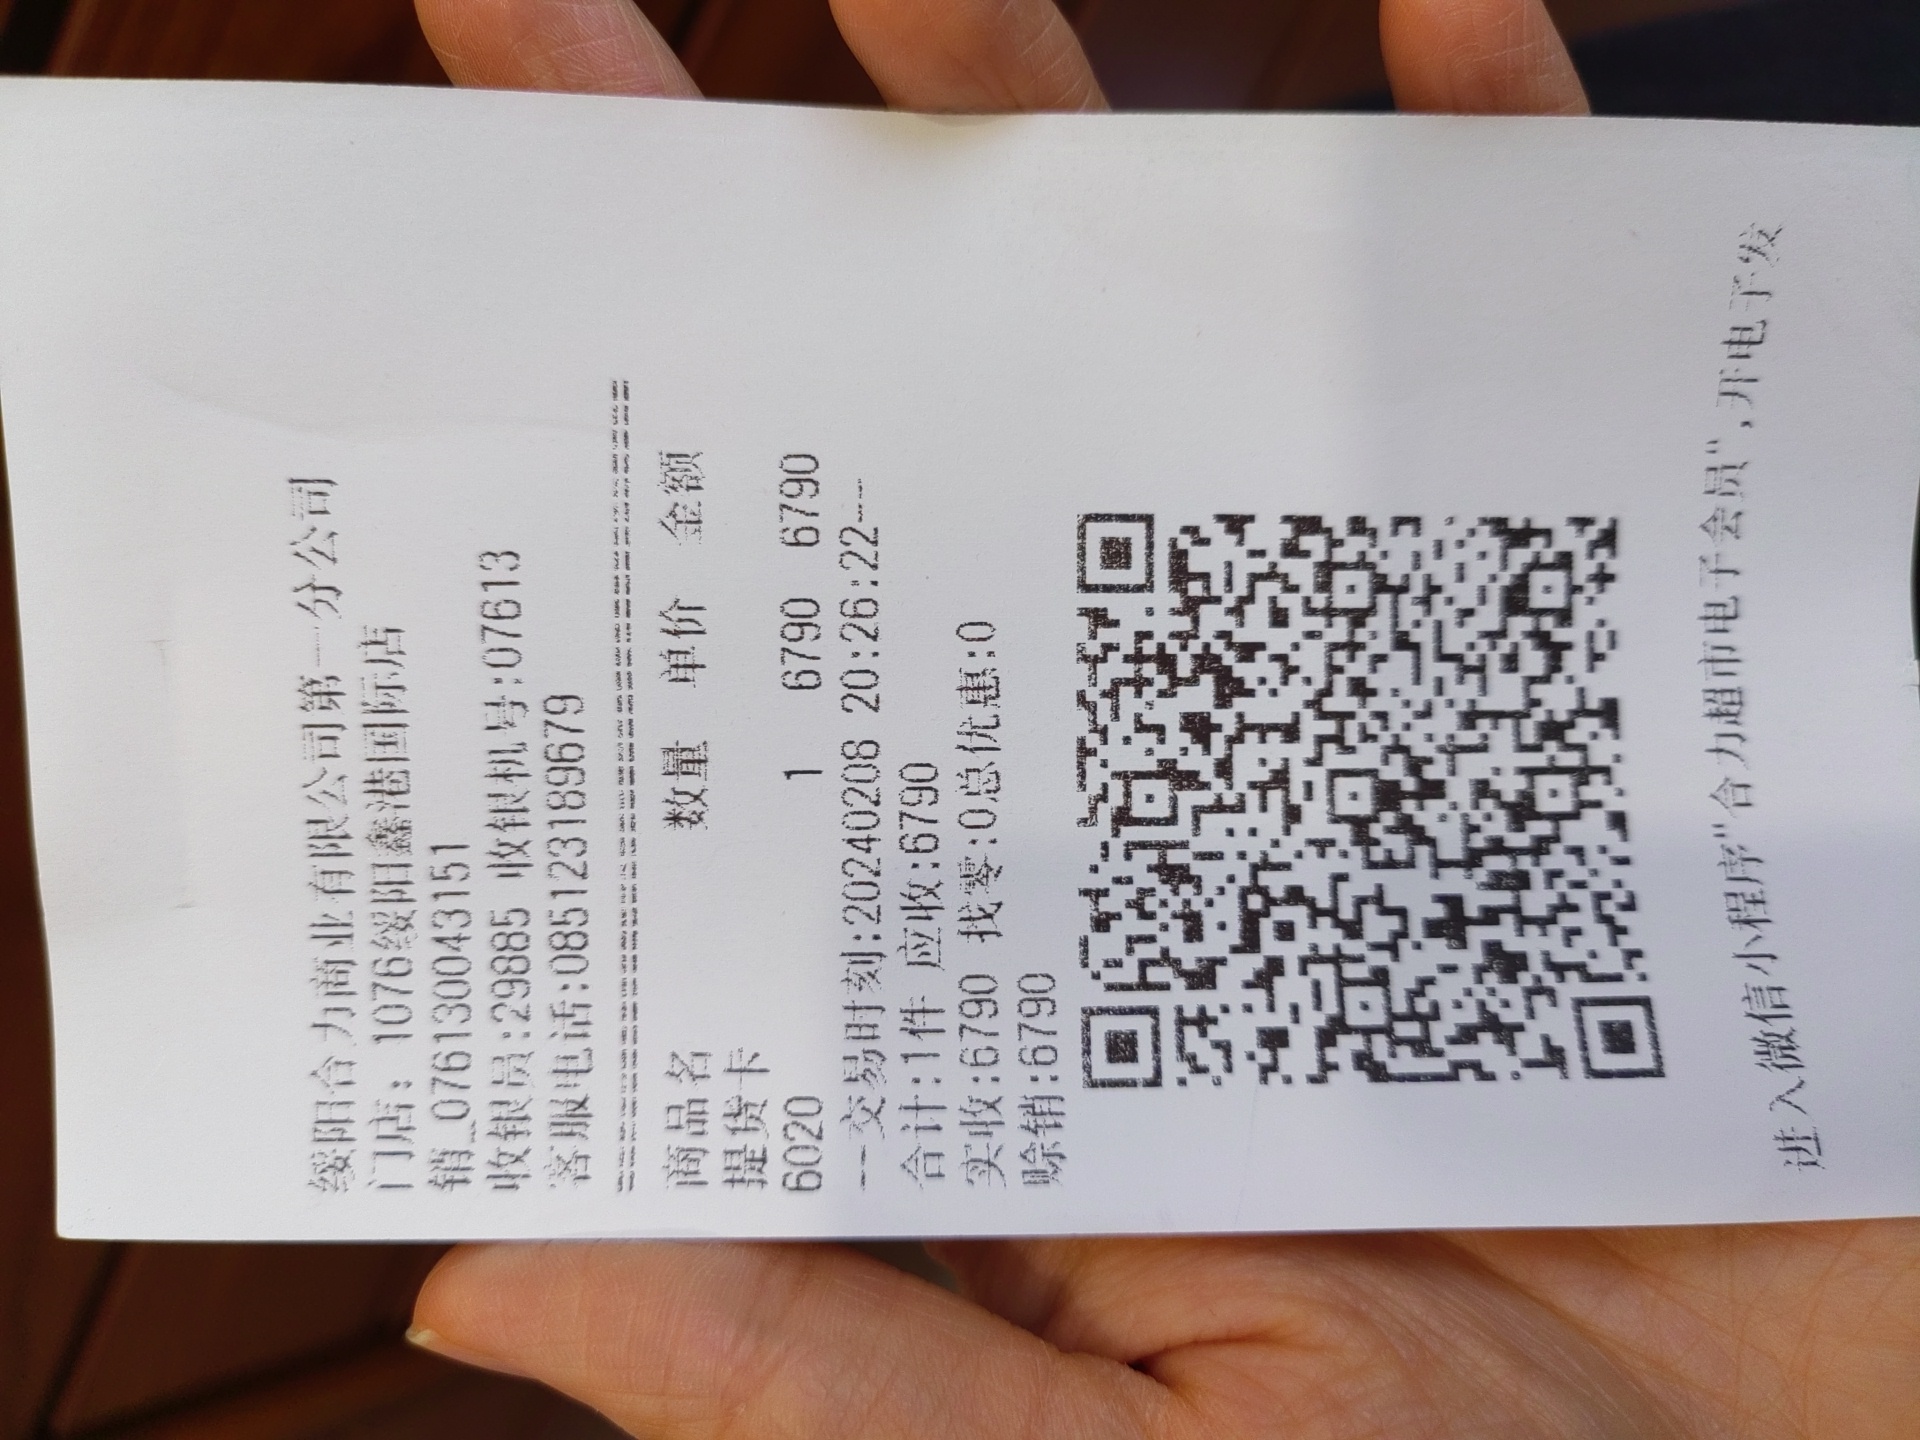 绥阳合力商业有限公司第一分公司
门店: 1076绥阳鑫港国际店
销_0761300043151
收银员:29885 收银机号:07613
客服电话:085123189679
商品名 数量 单价 金额
提货卡
6020 1 6790 6790
--交易时刻:20240208 20:26:22--
合计:1件 应收:6790
实收:6790 找零:0总优惠:0
赊销:6790
进入微信小程序"合力超市电子会员",开电子发